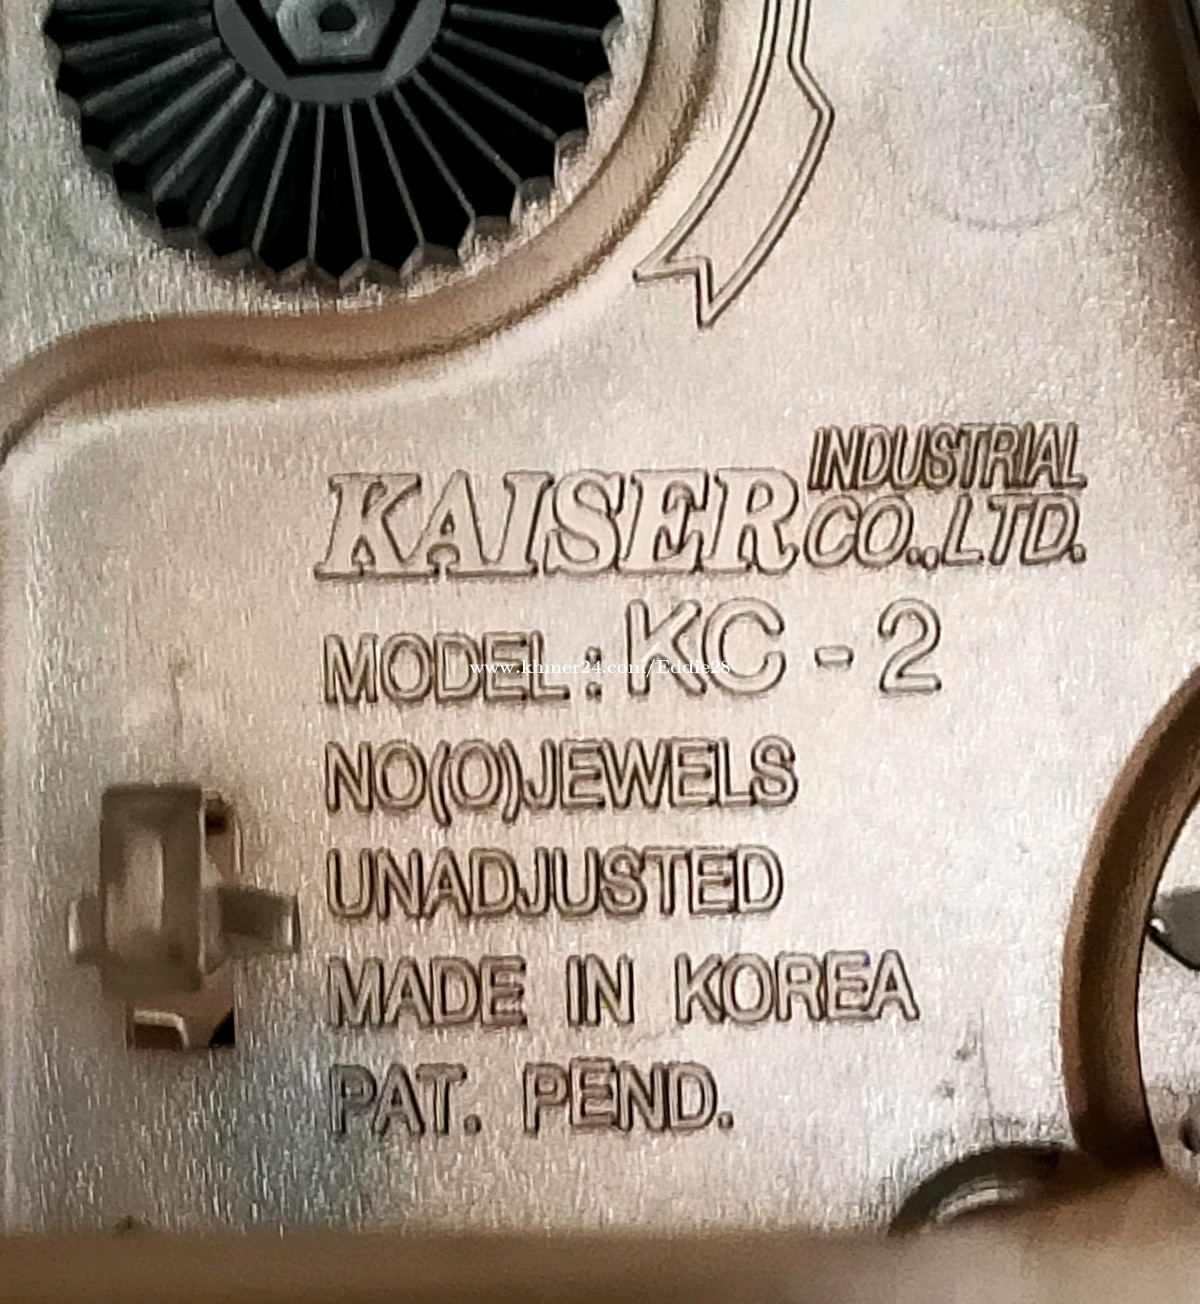 KAISER INDUSTRIAL CO.,LTD.
MODEL : KC - 2
www.khmer24.com/Eddie28
NO(0)JEWELS
UNADJUSTED
MADE IN KOREA
PAT. PEND.